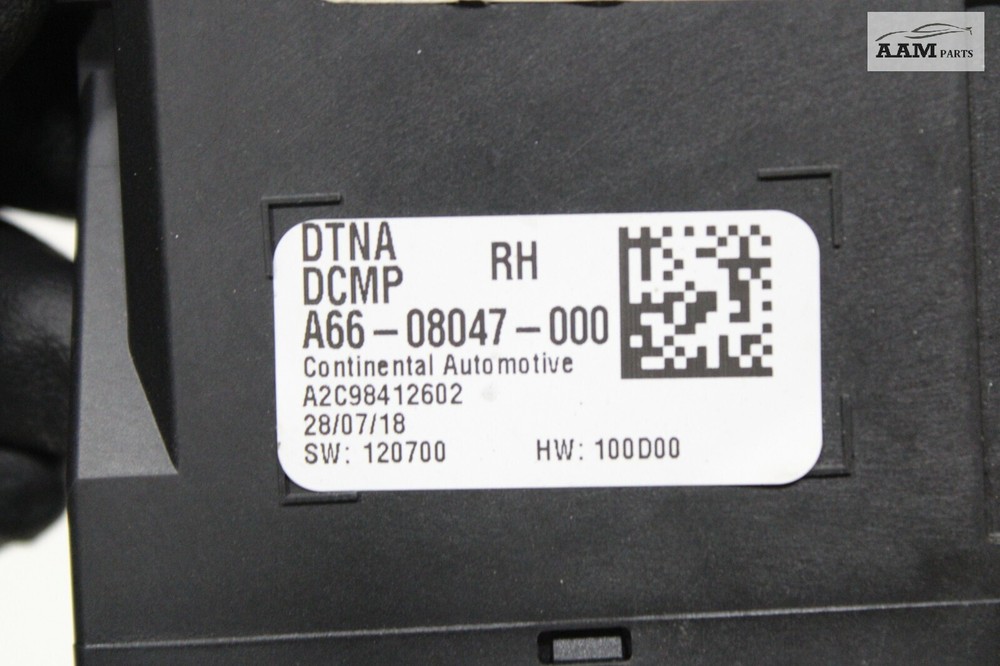 AAM PARTS
DTNA
RH
DCMP
A66-08047-000
Continental Automotive
A2C98412602
28/07/18
SW: 120700 HW: 100D00